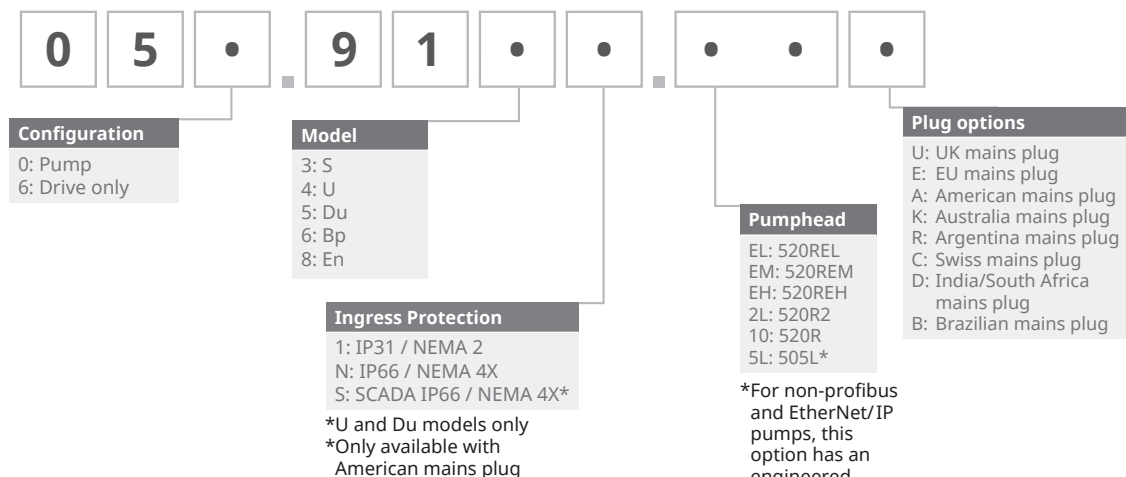 0 5 • . 9 1 • • . • • •
Configuration
0: Pump
6: Drive only
Model
3: S
4: U
5: Du
6: Bp
8: En
Ingress Protection
1: IP31 / NEMA 2
N: IP66 / NEMA 4X
S: SCADA IP66 / NEMA 4X*
*U and Du models only
*Only available with
American mains plug
Pumphead
EL: 520REL
EM: 520REM
EH: 520REH
2L: 520R2
10: 520R
5L: 505L*
*For non-profibus
and EtherNet/IP
pumps, this
option has an
engineered
Plug options
U: UK mains plug
E: EU mains plug
A: American mains plug
K: Australia mains plug
R: Argentina mains plug
C: Swiss mains plug
D: India/South Africa
mains plug
B: Brazilian mains plug